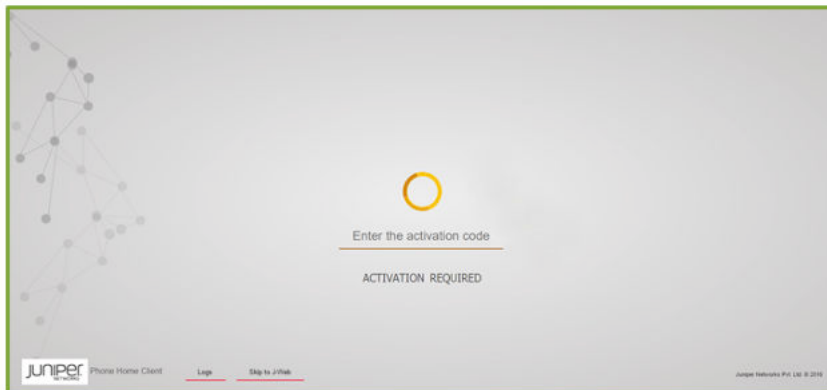 Enter the activation code
ACTIVATION REQUIRED
JUNIPER
NETWORKS
Phone Home Client
Logs
Skip to J-Web
Juniper Networks Pvt. Ltd. © 2016